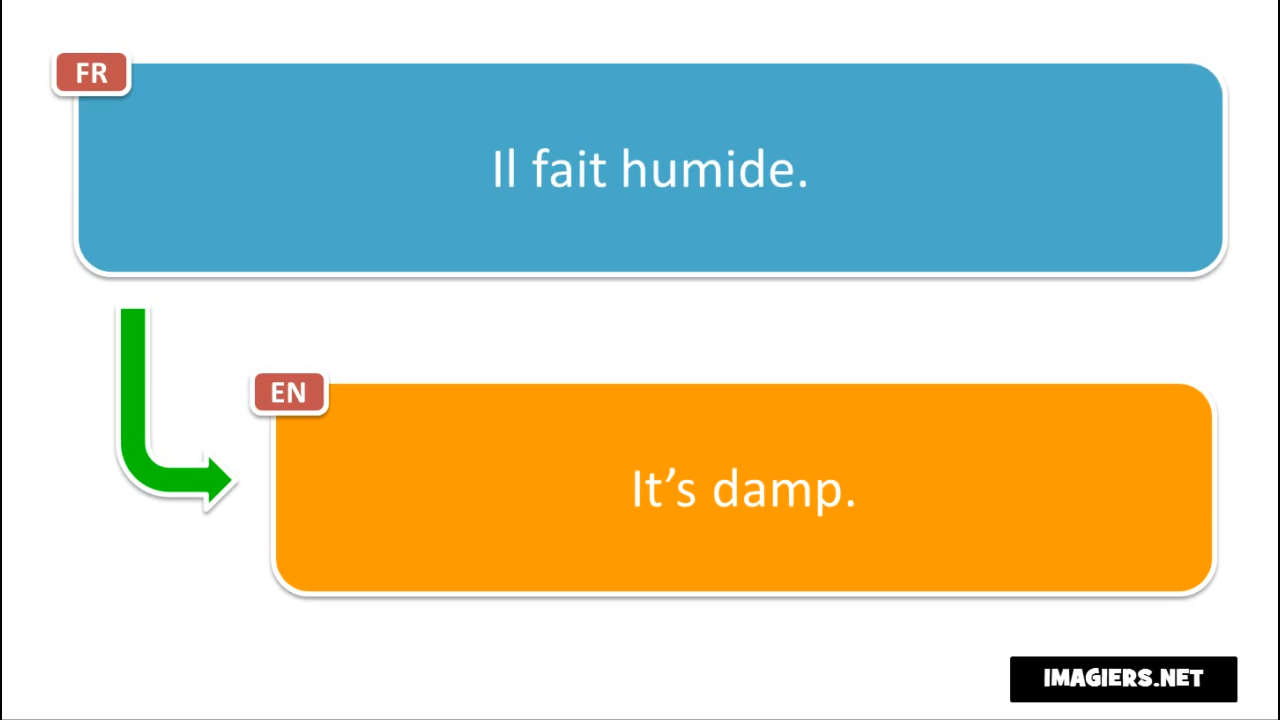 FR
Il fait humide.
EN
It’s damp.
IMAGIERS.NET